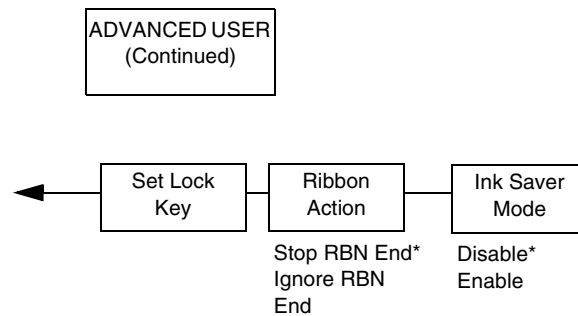 ADVANCED USER
(Continued)
Set Lock
Key
Ribbon
Action
Ink Saver
Mode
Stop RBN End*
Ignore RBN
End
Disable*
Enable